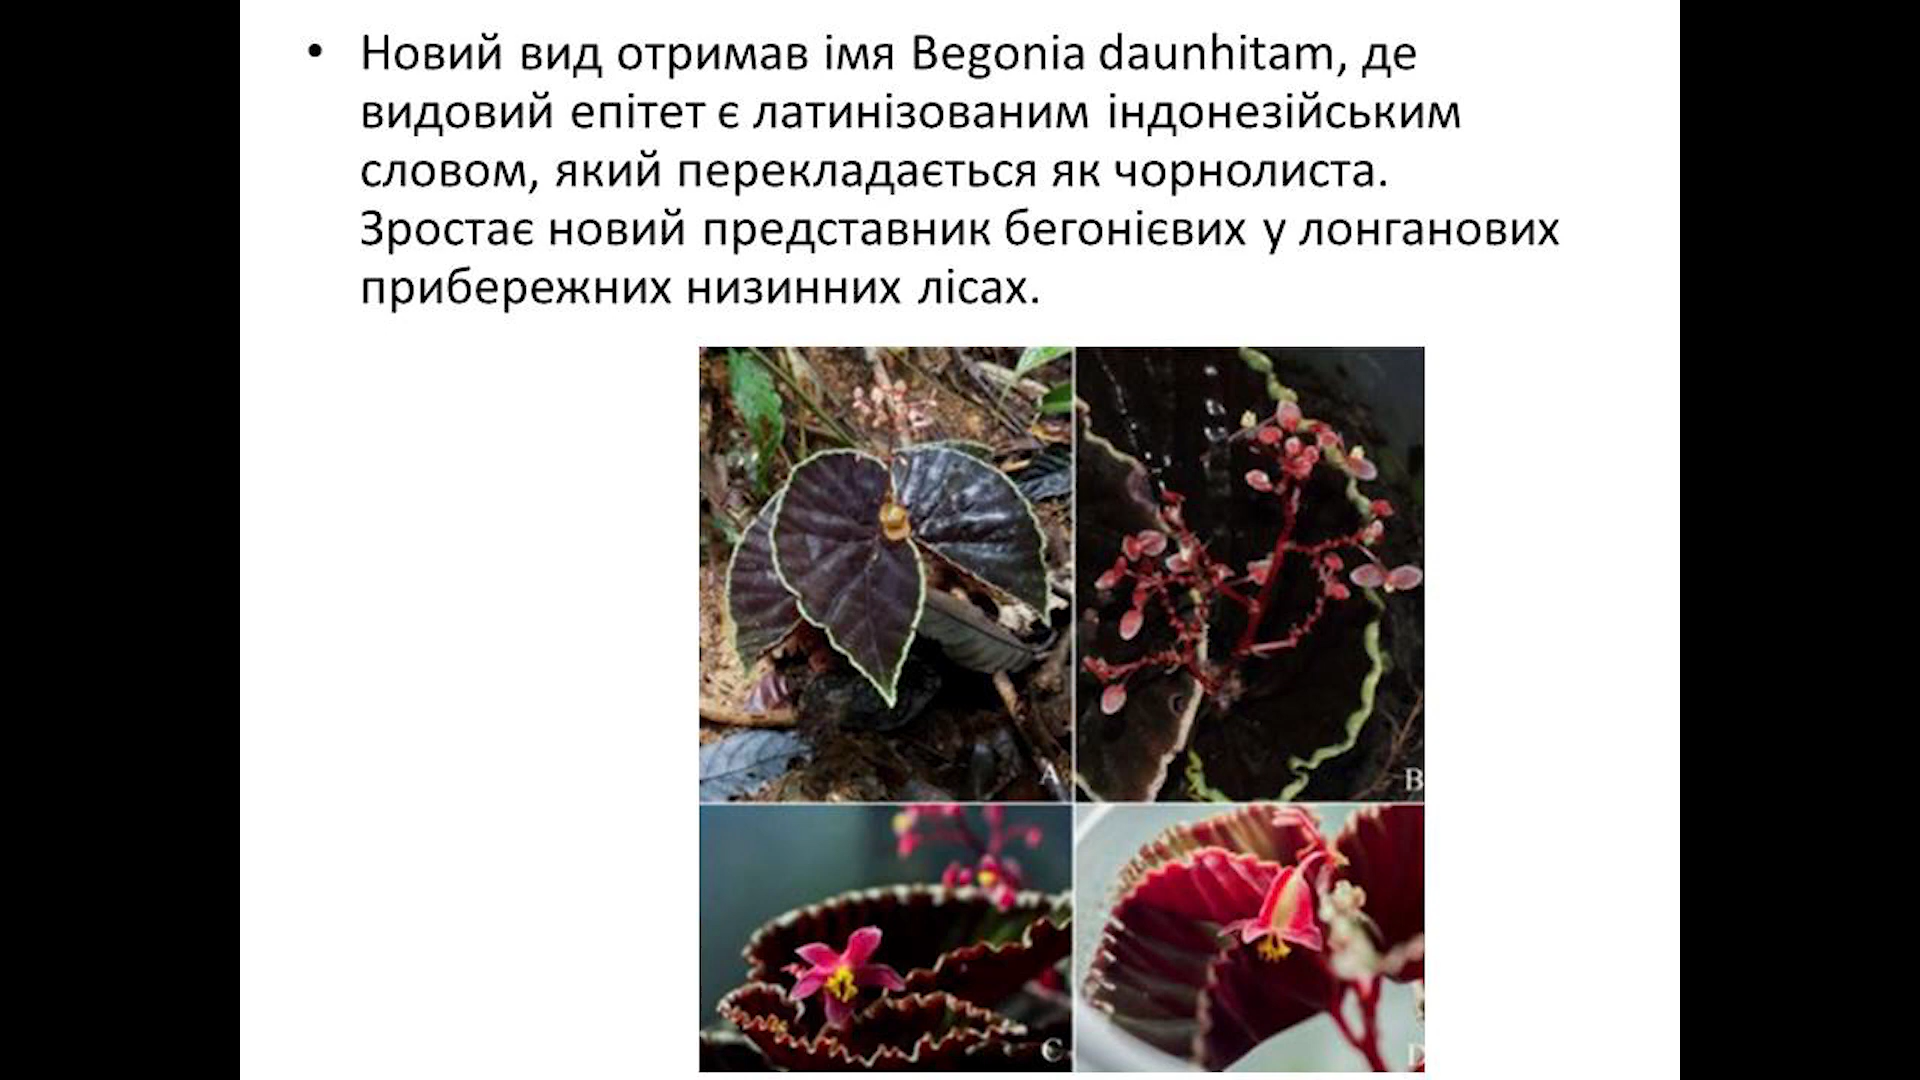 • Новий вид отримав імя Begonia daunhitam, де
видовий епітет є латинізованим індонезійським
словом, який перекладається як чорнолиста.
Зростає новий представник бегонієвих у лонганових
прибережних низинних лісах.
A
B
C
D